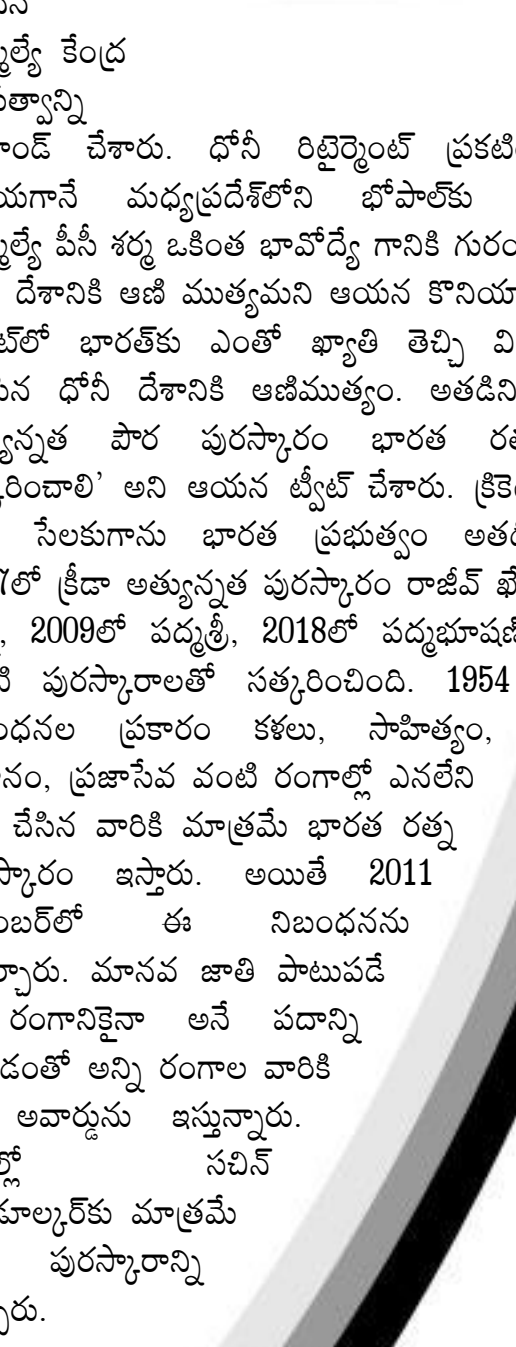 మ్మెల్యే కేంద్ర
త్వాన్ని
ాండ్ చేశారు. ధోనీ రిటైర్మెంట్ ప్రకటి
యగానే మధ్యప్రదేశ్‌లోని భోపాల్‌కు
మ్మెల్యే పీసీ శర్మ ఒకింత భావోద్యే గానికి గురం
దేశానికి ఆణి ముత్యమని ఆయన కొనియా
ట్‌లో భారత్‌కు ఎంతో ఖ్యాతి తెచ్చి వి
న ధోనీ దేశానికి ఆణిముత్యం. అతడిని
్యన్నత పౌర పురస్కారం భారత రత
్కరించాలి' అని ఆయన ట్వీట్ చేశారు. క్రికె
సేలకుగాను భారత ప్రభుత్వం అతడ
7లో క్రీడా అత్యున్నత పురస్కారం రాజీవ్ ఖే
, 2009లో పద్మశ్రీ, 2018లో పద్మభూషణ్
టి పురస్కారాలతో సత్కరించింది. 1954
ంధనల ప్రకారం కళలు, సాహిత్యం,
నం, ప్రజాసేవ వంటి రంగాల్లో ఎనలేని
చేసిన వారికి మాత్రమే భారత రత్న
స్కారం ఇస్తారు. అయితే 2011
ంబర్‌లో ఈ నిబంధనను
ర్చారు. మానవ జాతి పాటుపడే
రంగానికైనా అనే పదాన్ని
డంతో అన్ని రంగాల వారికి
అవార్డును ఇస్తున్నారు.
ల్లో సచిన్
డూల్కర్‌కు మాత్రమే
పురస్కారాన్ని
చారు.